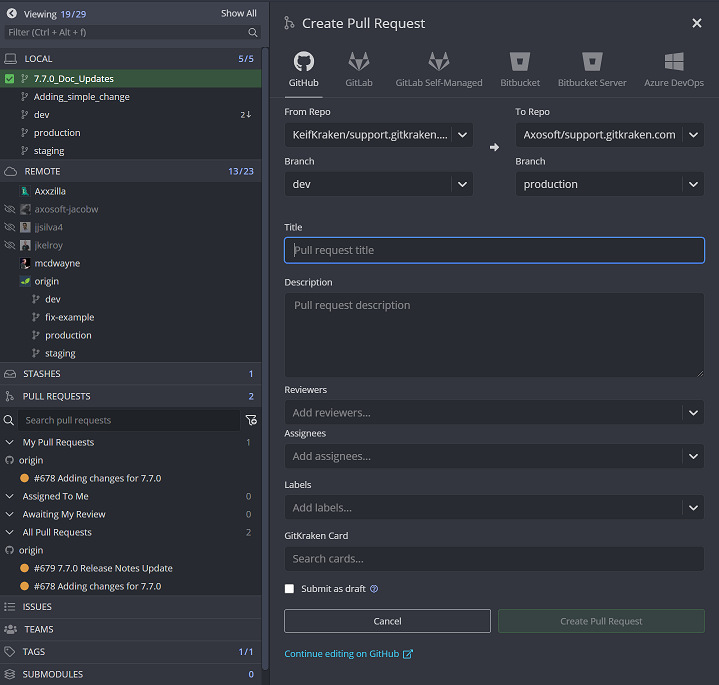 Viewing 19/29 Show All
Filter (Ctrl + Alt + f)
LOCAL 5/5
7.7.0_Doc_Updates
Adding_simple_change
dev 2↓
production
staging
REMOTE 13/23
Axxzilla
axosoft-jacobw
jjsilva4
jkelroy
mcdwayne
origin
dev
fix-example
production
staging
STASHES 1
PULL REQUESTS 2
Search pull requests
My Pull Requests 1
origin
#678 Adding changes for 7.7.0
Assigned To Me 0
Awaiting My Review 0
All Pull Requests 2
origin
#679 7.7.0 Release Notes Update
#678 Adding changes for 7.7.0
ISSUES
TEAMS
TAGS 1/1
SUBMODULES 0
Create Pull Request
GitHub GitLab GitLab Self-Managed Bitbucket Bitbucket Server Azure DevOps
From Repo To Repo
KeifKraken/support.gitkraken.... Axosoft/support.gitkraken.com
Branch Branch
dev production
Title
Pull request title
Description
Pull request description
Reviewers
Add reviewers...
Assignees
Add assignees...
Labels
Add labels...
GitKraken Card
Search cards...
Submit as draft
Cancel Create Pull Request
Continue editing on GitHub